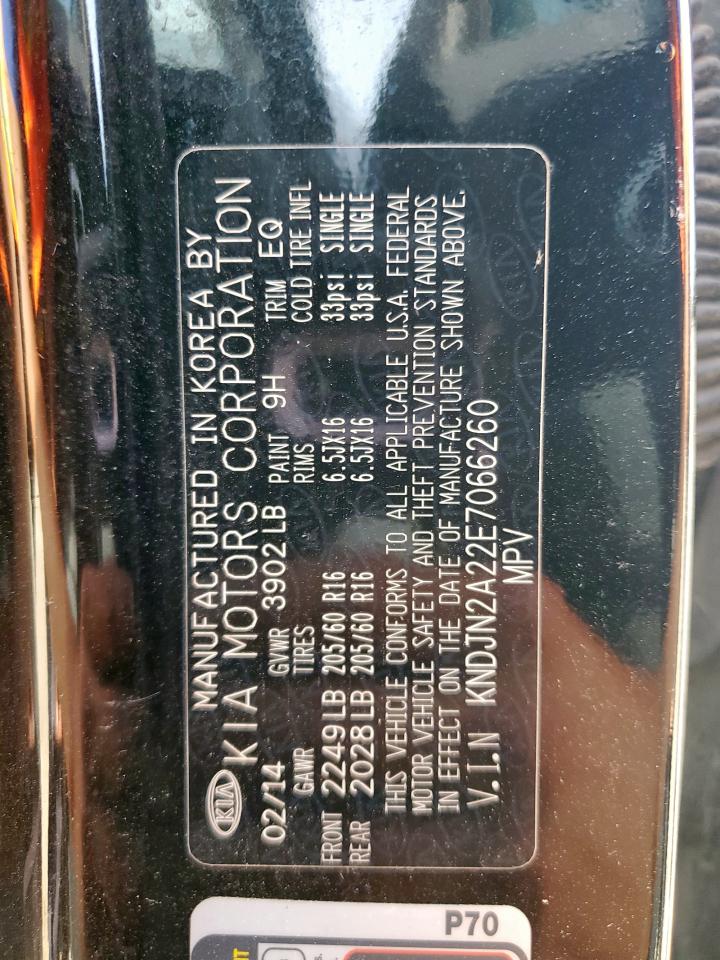 MANUFACTURED IN KOREA BY
KIA KIA MOTORS CORPORATION
02/14 GVWR 3902LB PAINT 9H TRIM EQ
GAWR TIRES RIMS COLD TIRE INFL
FRONT 2249LB 205/60 R16 6.5JX16 33psi SINGLE
REAR 2028LB 205/60 R16 6.5JX16 33psi SINGLE
THIS VEHICLE CONFORMS TO ALL APPLICABLE U.S.A. FEDERAL
MOTOR VEHICLE SAFETY AND THEFT PREVENTION STANDARDS
IN EFFECT ON THE DATE OF MANUFACTURE SHOWN ABOVE.
V.I.N KNDJN2A22E7066260
MPV
P70